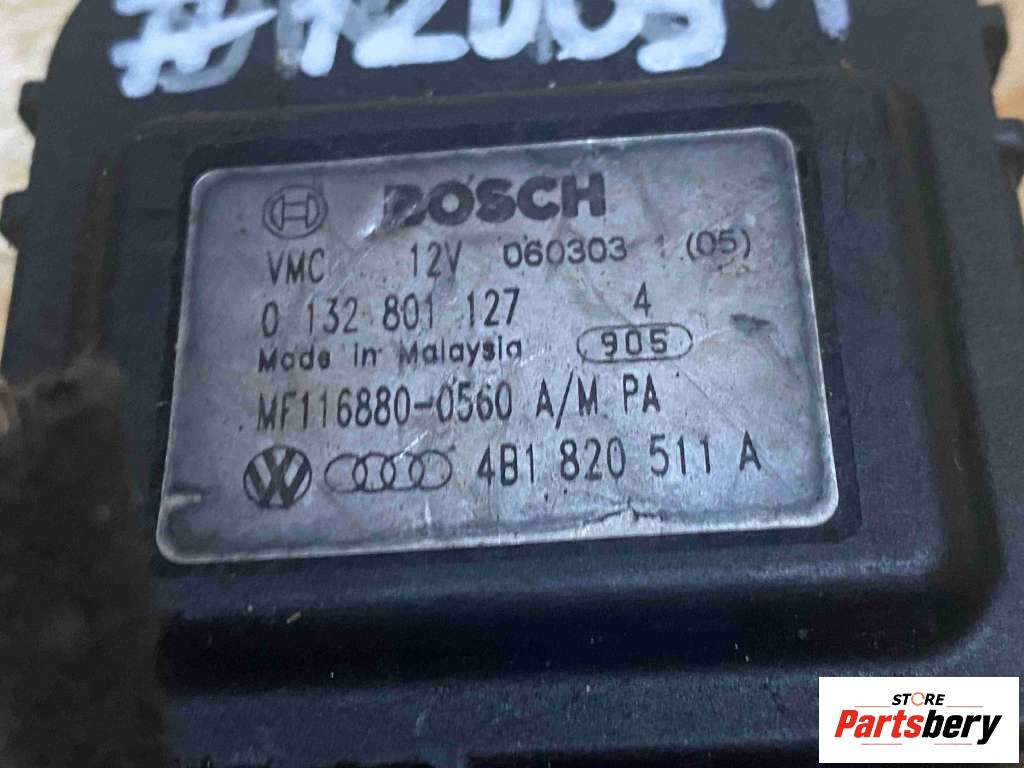 BOSCH
VMC 12V 060303 (05)
0 132 801 127 4
Made in Malaysia 905
MF116880-0560 A/M PA
4B1 820 511 A
STORE
Partsbery